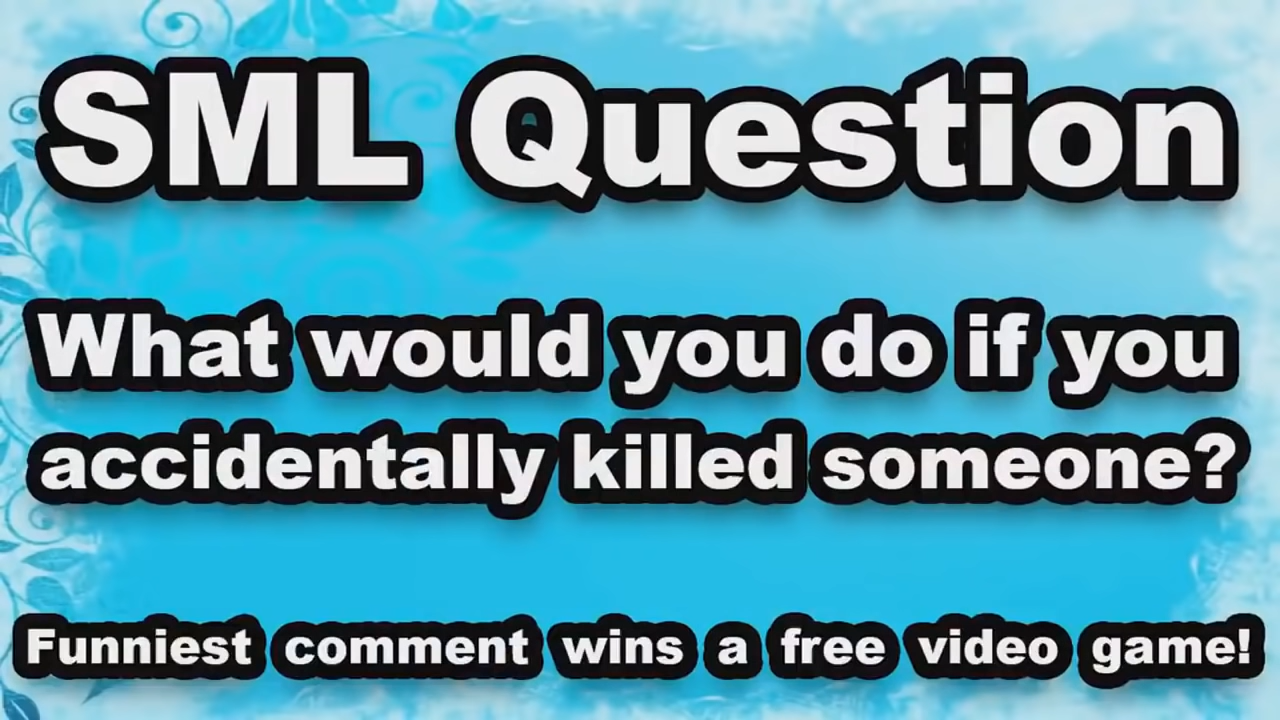 SML Question
What would you do if you
accidentally killed someone?
Funniest comment wins a free video game!